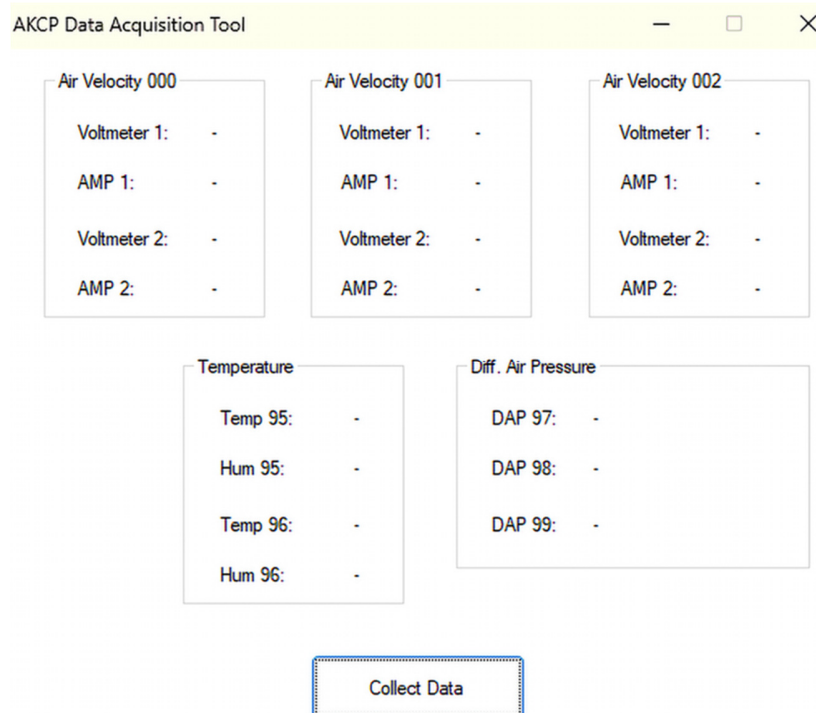 AKCP Data Acquisition Tool
Air Velocity 000
Voltmeter 1: -
AMP 1: -
Voltmeter 2: -
AMP 2: -
Air Velocity 001
Voltmeter 1: -
AMP 1: -
Voltmeter 2: -
AMP 2: -
Air Velocity 002
Voltmeter 1: -
AMP 1: -
Voltmeter 2: -
AMP 2: -
Temperature
Temp 95: -
Hum 95: -
Temp 96: -
Hum 96: -
Diff. Air Pressure
DAP 97: -
DAP 98: -
DAP 99: -
Collect Data